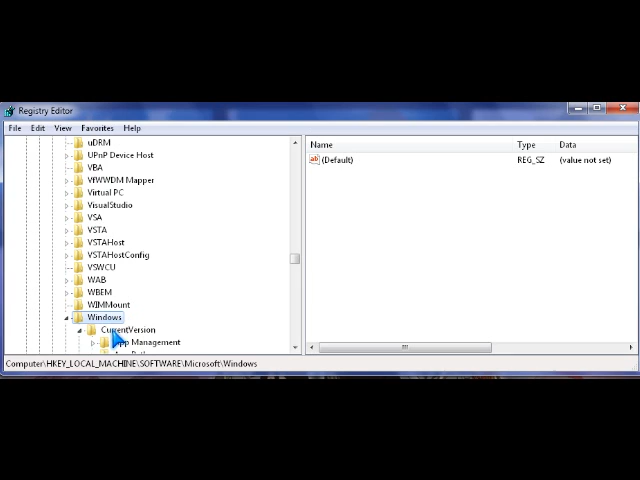 Registry Editor
File Edit View Favorites Help
uDRM
UPnP Device Host
VBA
VfWWDM Mapper
Virtual PC
VisualStudio
VSA
VSTA
VSTAHost
VSTAHostConfig
VSWCU
WAB
WBEM
WIMMount
Windows
CurrentVersion
App Management
Name Type Data
ab (Default) REG_SZ (value not set)
Computer\HKEY_LOCAL_MACHINE\SOFTWARE\Microsoft\Windows